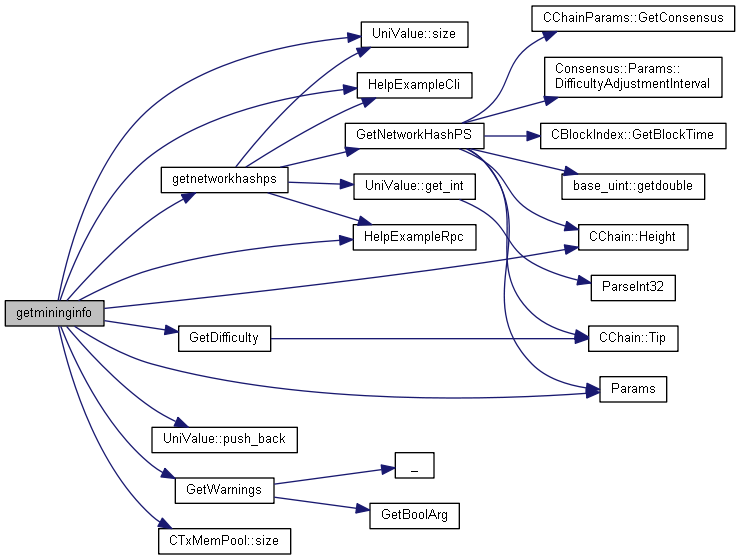 CChainParams::GetConsensus
UniValue::size
Consensus::Params::
DifficultyAdjustmentInterval
HelpExampleCli
GetNetworkHashPS
CBlockIndex::GetBlockTime
getnetworkhashps
UniValue::get_int
base_uint::getdouble
HelpExampleRpc
CChain::Height
ParseInt32
getmininginfo
GetDifficulty
CChain::Tip
Params
UniValue::push_back
_
GetWarnings
GetBoolArg
CTxMemPool::size